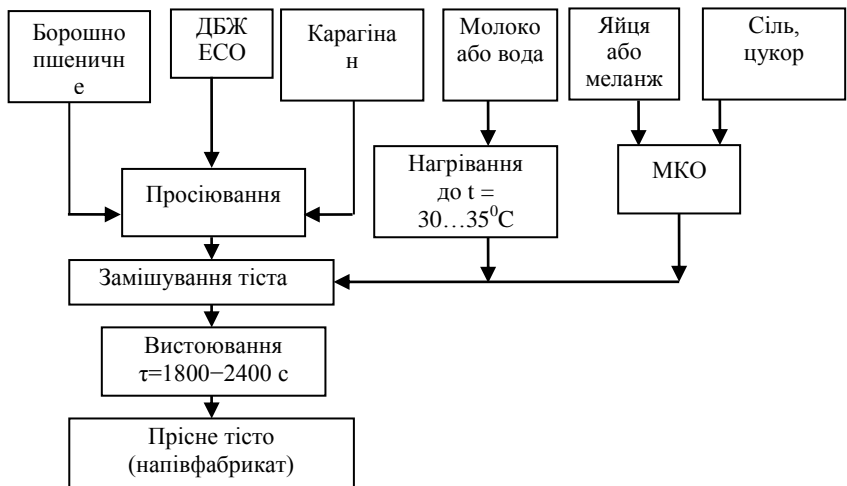 Борошно
пшеничн
е
ДБЖ
ЕСО
Карагіна
н
Молоко
або вода
Яйця
або
меланж
Сіль,
цукор
Просіювання
Нагрівання
до t =
30…35⁰С
МКО
Замішування тіста
Вистоювання
τ=1800−2400 с
Прісне тісто
(напівфабрикат)